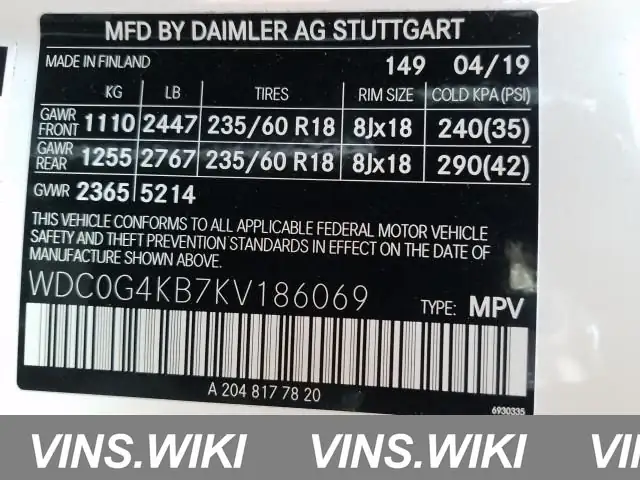 MFD BY DAIMLER AG STUTTGART
MADE IN FINLAND 149 04/19
KG LB TIRES RIM SIZE COLD KPA (PSI)
GAWR FRONT 1110 2447 235/60 R18 8Jx18 240(35)
GAWR REAR 1255 2767 235/60 R18 8Jx18 290(42)
GVWR 2365 5214
THIS VEHICLE CONFORMS TO ALL APPLICABLE FEDERAL MOTOR VEHICLE
SAFETY AND THEFT PREVENTION STANDARDS IN EFFECT ON THE DATE OF
MANUFACTURE SHOWN ABOVE.
WDC0G4KB7KV186069 TYPE: MPV
A 204 817 78 20
6930335
VINS.WIKI VINS.WIKI VINS